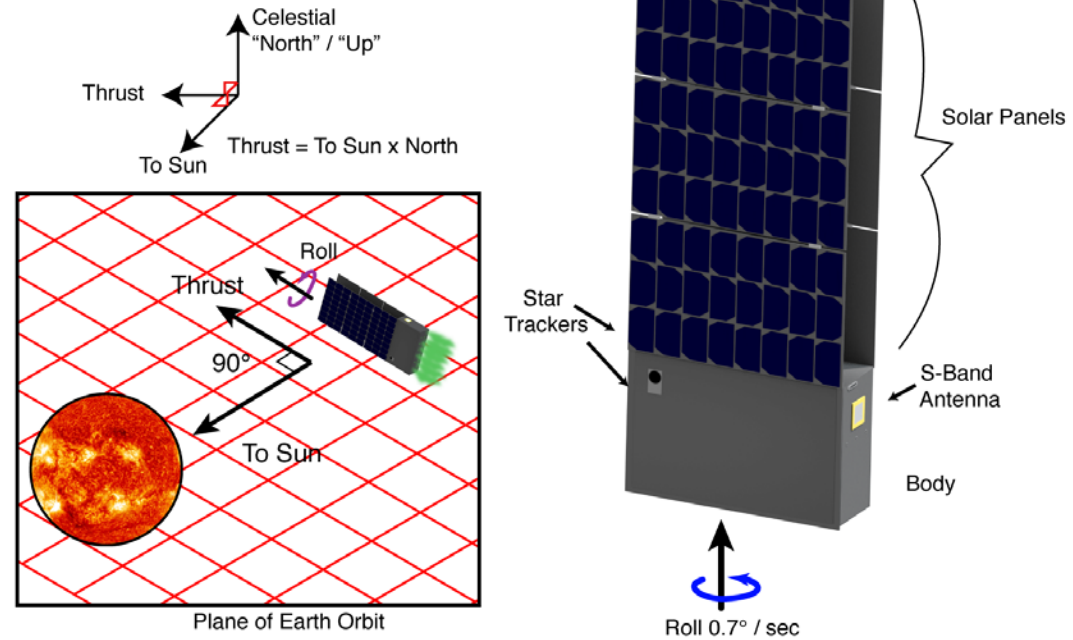 Celestial
“North” / “Up”
Thrust
To Sun
Thrust = To Sun x North
Roll
Thrust
90°
To Sun
Plane of Earth Orbit
Solar Panels
Star
Trackers
S-Band
Antenna
Body
Roll 0.7° / sec